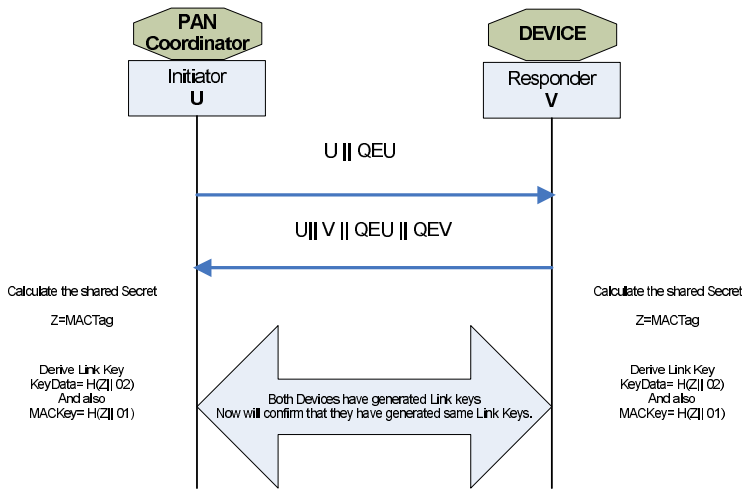 PAN
Coordinator
DEVICE
Initiator
U
Responder
V
U || QEU
U|| V || QEU || QEV
Calculate the shared Secret
Z=MACTag
Derive Link Key
KeyData= H(Z|| 02)
And also
MACKey= H(Z|| 01)
Both Devices have generated Link keys
Now will confirm that they have generated same Link Keys.
Calculate the shared Secret
Z=MACTag
Derive Link Key
KeyData= H(Z|| 02)
And also
MACKey= H(Z|| 01)